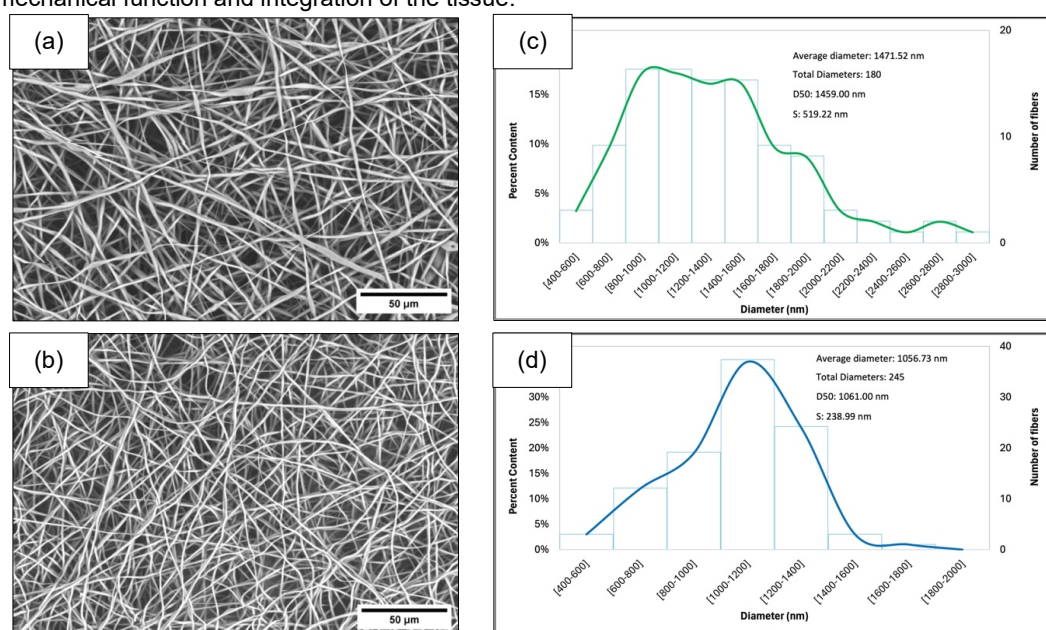 mechanical function and integration of the tissue.
(a)
50 µm
(c)
Average diameter: 1471.52 nm
Total Diameters: 180
D50: 1459.00 nm
S: 519.22 nm
Percent Content
15%
10%
5%
0%
20
10
0
Number of fibers
[400-600]
[600-800]
[800-1000]
[1000-1200]
[1200-1400]
[1400-1600]
[1600-1800]
[1800-2000]
[2000-2200]
[2200-2400]
[2400-2600]
[2600-2800]
[2800-3000]
Diameter (nm)
(b)
50 µm
(d)
Average diameter: 1056.73 nm
Total Diameters: 245
D50: 1061.00 nm
S: 238.99 nm
Percent Content
30%
25%
20%
15%
10%
5%
0%
40
30
20
10
0
Number of fibers
[400-600]
[600-800]
[800-1000]
[1000-1200]
[1200-1400]
[1400-1600]
[1600-1800]
[1800-2000]
Diameter (nm)